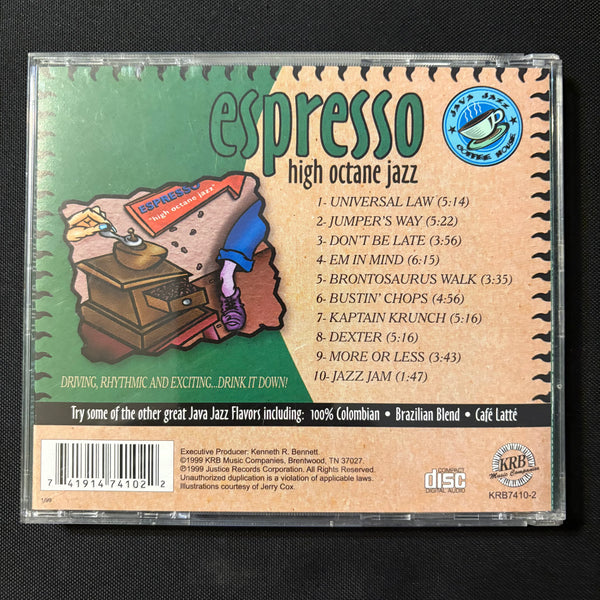 espresso
high octane jazz
JAVA JAZZ
COFFEE HOUSE
ESPRESSO
"high octane jazz"
1- UNIVERSAL LAW (5:14)
2- JUMPER'S WAY (5:22)
3- DON'T BE LATE (3:56)
4- EM IN MIND (6:15)
5- BRONTOSAURUS WALK (3:35)
6- BUSTIN' CHOPS (4:56)
7- KAPTAIN KRUNCH (5:16)
8- DEXTER (5:16)
9- MORE OR LESS (3:43)
10- JAZZ JAM (1:47)
DRIVING, RHYTHMIC AND EXCITING...DRINK IT DOWN!
Try some of the other great Java Jazz Flavors including: 100% Colombian • Brazilian Blend • Café Latté
Executive Producer: Kenneth R. Bennett.
©1999 KRB Music Companies, Brentwood, TN 37027.
℗1999 Justice Records Corporation. All Rights Reserved.
Unauthorized duplication is a violation of applicable laws.
Illustrations courtesy of Jerry Cox.
7 41914 74102 2
1/99
COMPACT
disc
DIGITAL AUDIO
KRB
Music Companies
KRB7410-2